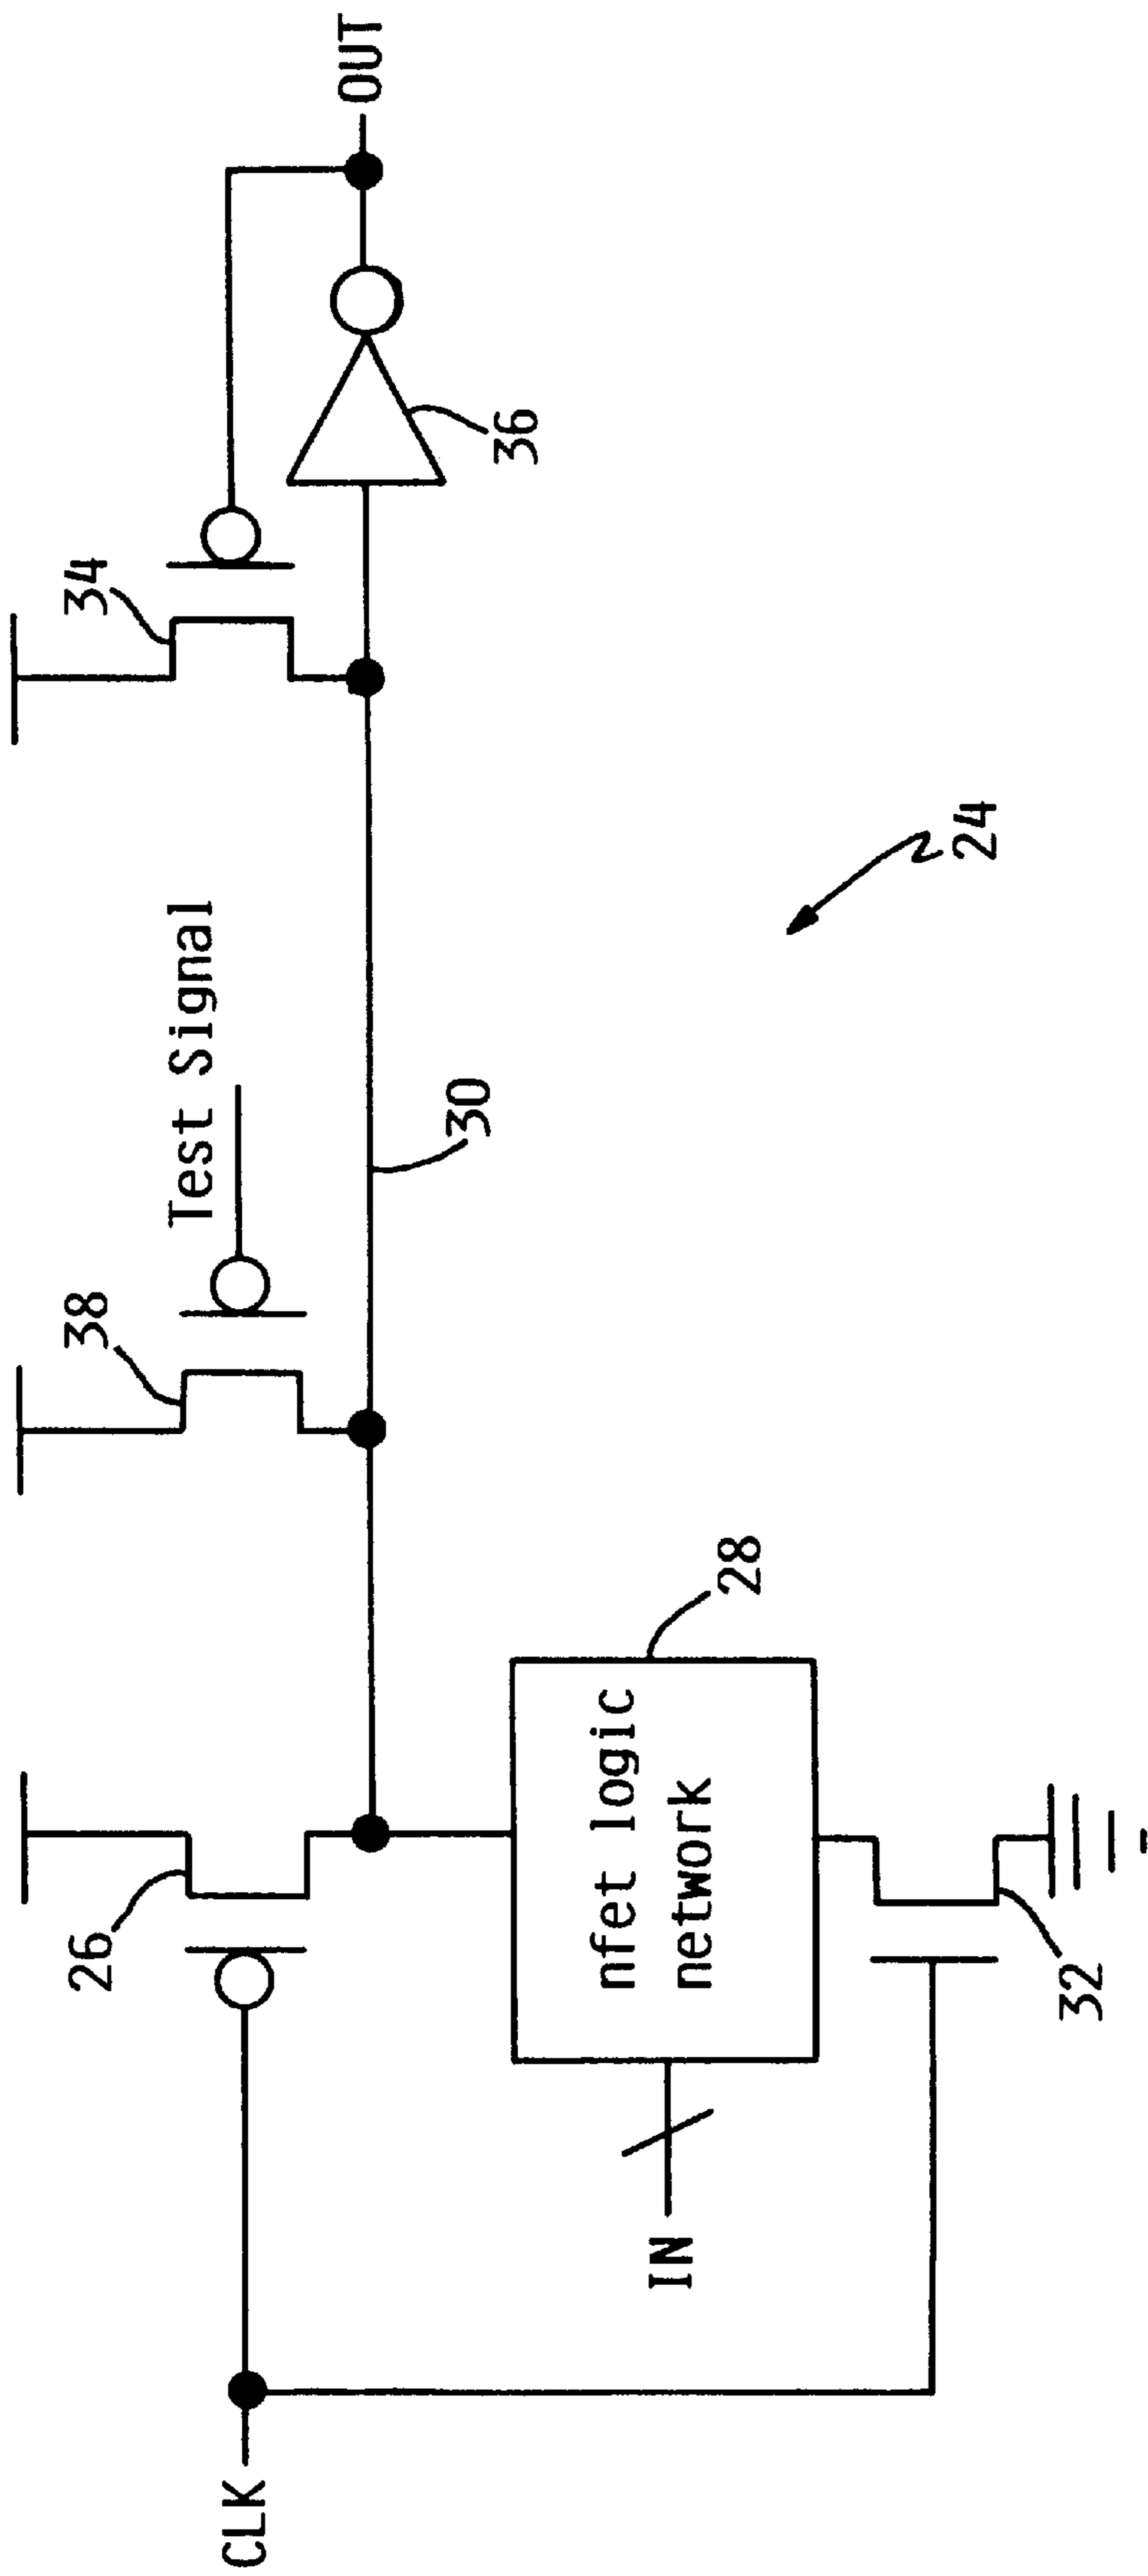 26
38
Test Signal
34
CLK
OUT
30
36
IN
nfet logic
network
28
32
24